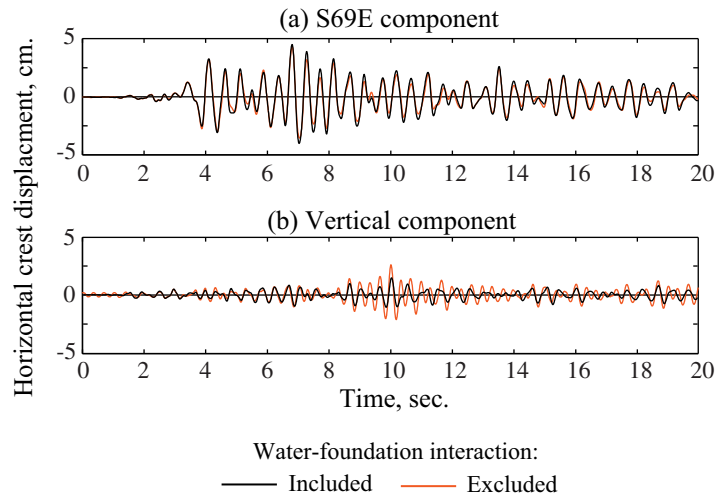 (a) S69E component
5
0
-5
0 2 4 6 8 10 12 14 16 18 20
(b) Vertical component
5
0
-5
0 2 4 6 8 10 12 14 16 18 20
Horizontal crest displacment, cm.
Time, sec.
Water-foundation interaction:
Included Excluded